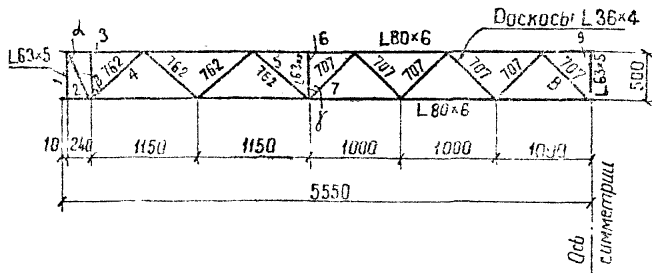 α 3 6 L80×6 Раскосы L36×4 9
L63×5 762 762 762 5 L63×5 707 707 707 707 707 707 L63×5 500
1 2 4 762 7 8
γ L80×6
10 240 1150 1150 1000 1000 1000
5550
Ось
симметрии